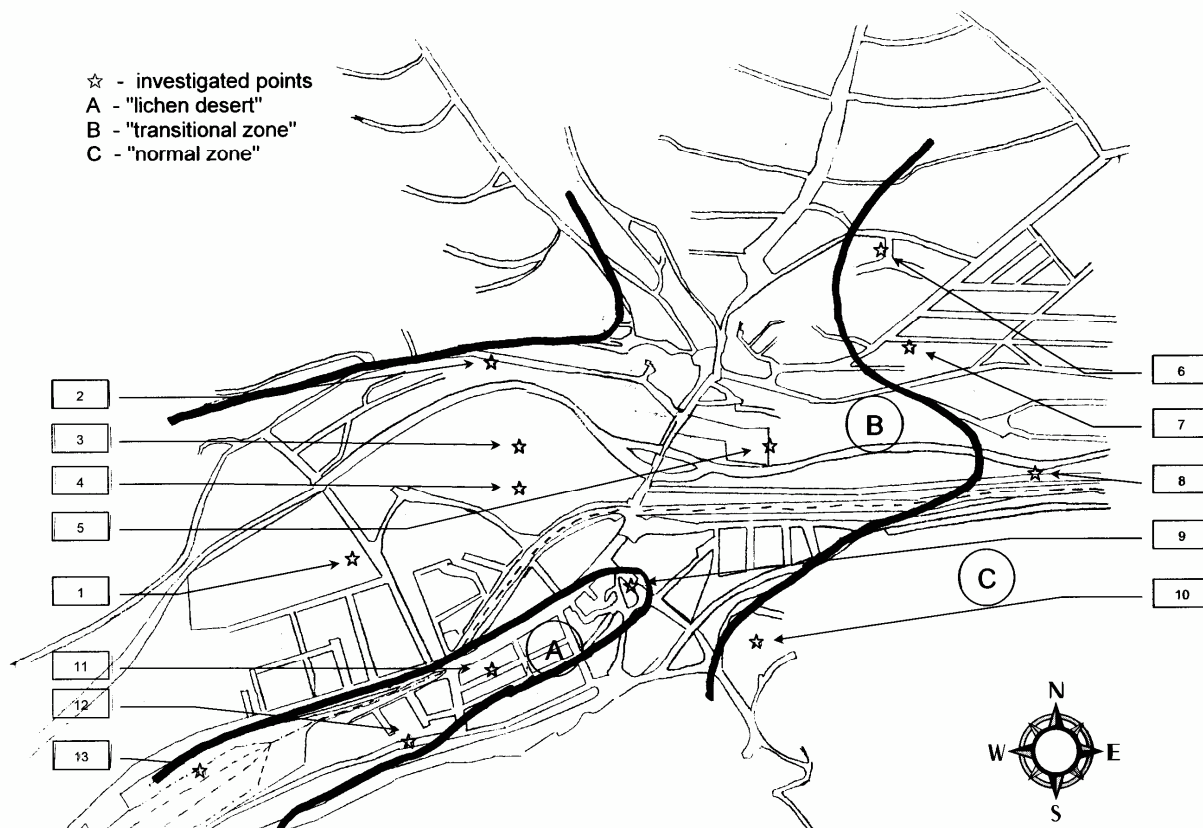 ☆ - investigated points
A - "lichen desert"
B - "transitional zone"
C - "normal zone"
2
3
4
5
1
11
12
13
6
7
8
9
10
B
C
A
N
W E
S